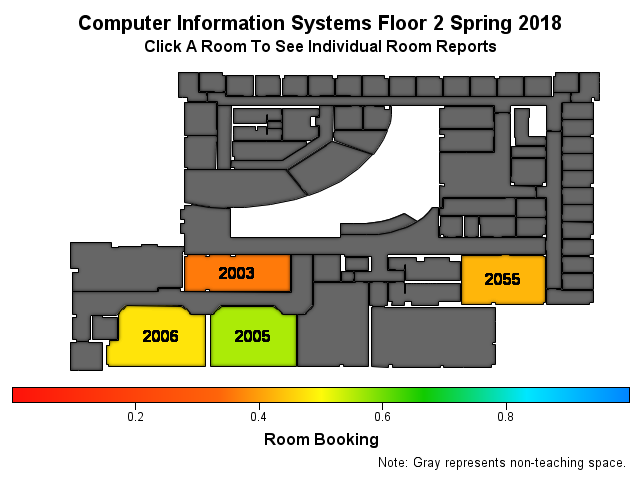 Computer Information Systems Floor 2 Spring 2018
Click A Room To See Individual Room Reports
2003
2055
2006
2005
0.2
0.4
0.6
0.8
Room Booking
Note: Gray represents non-teaching space.